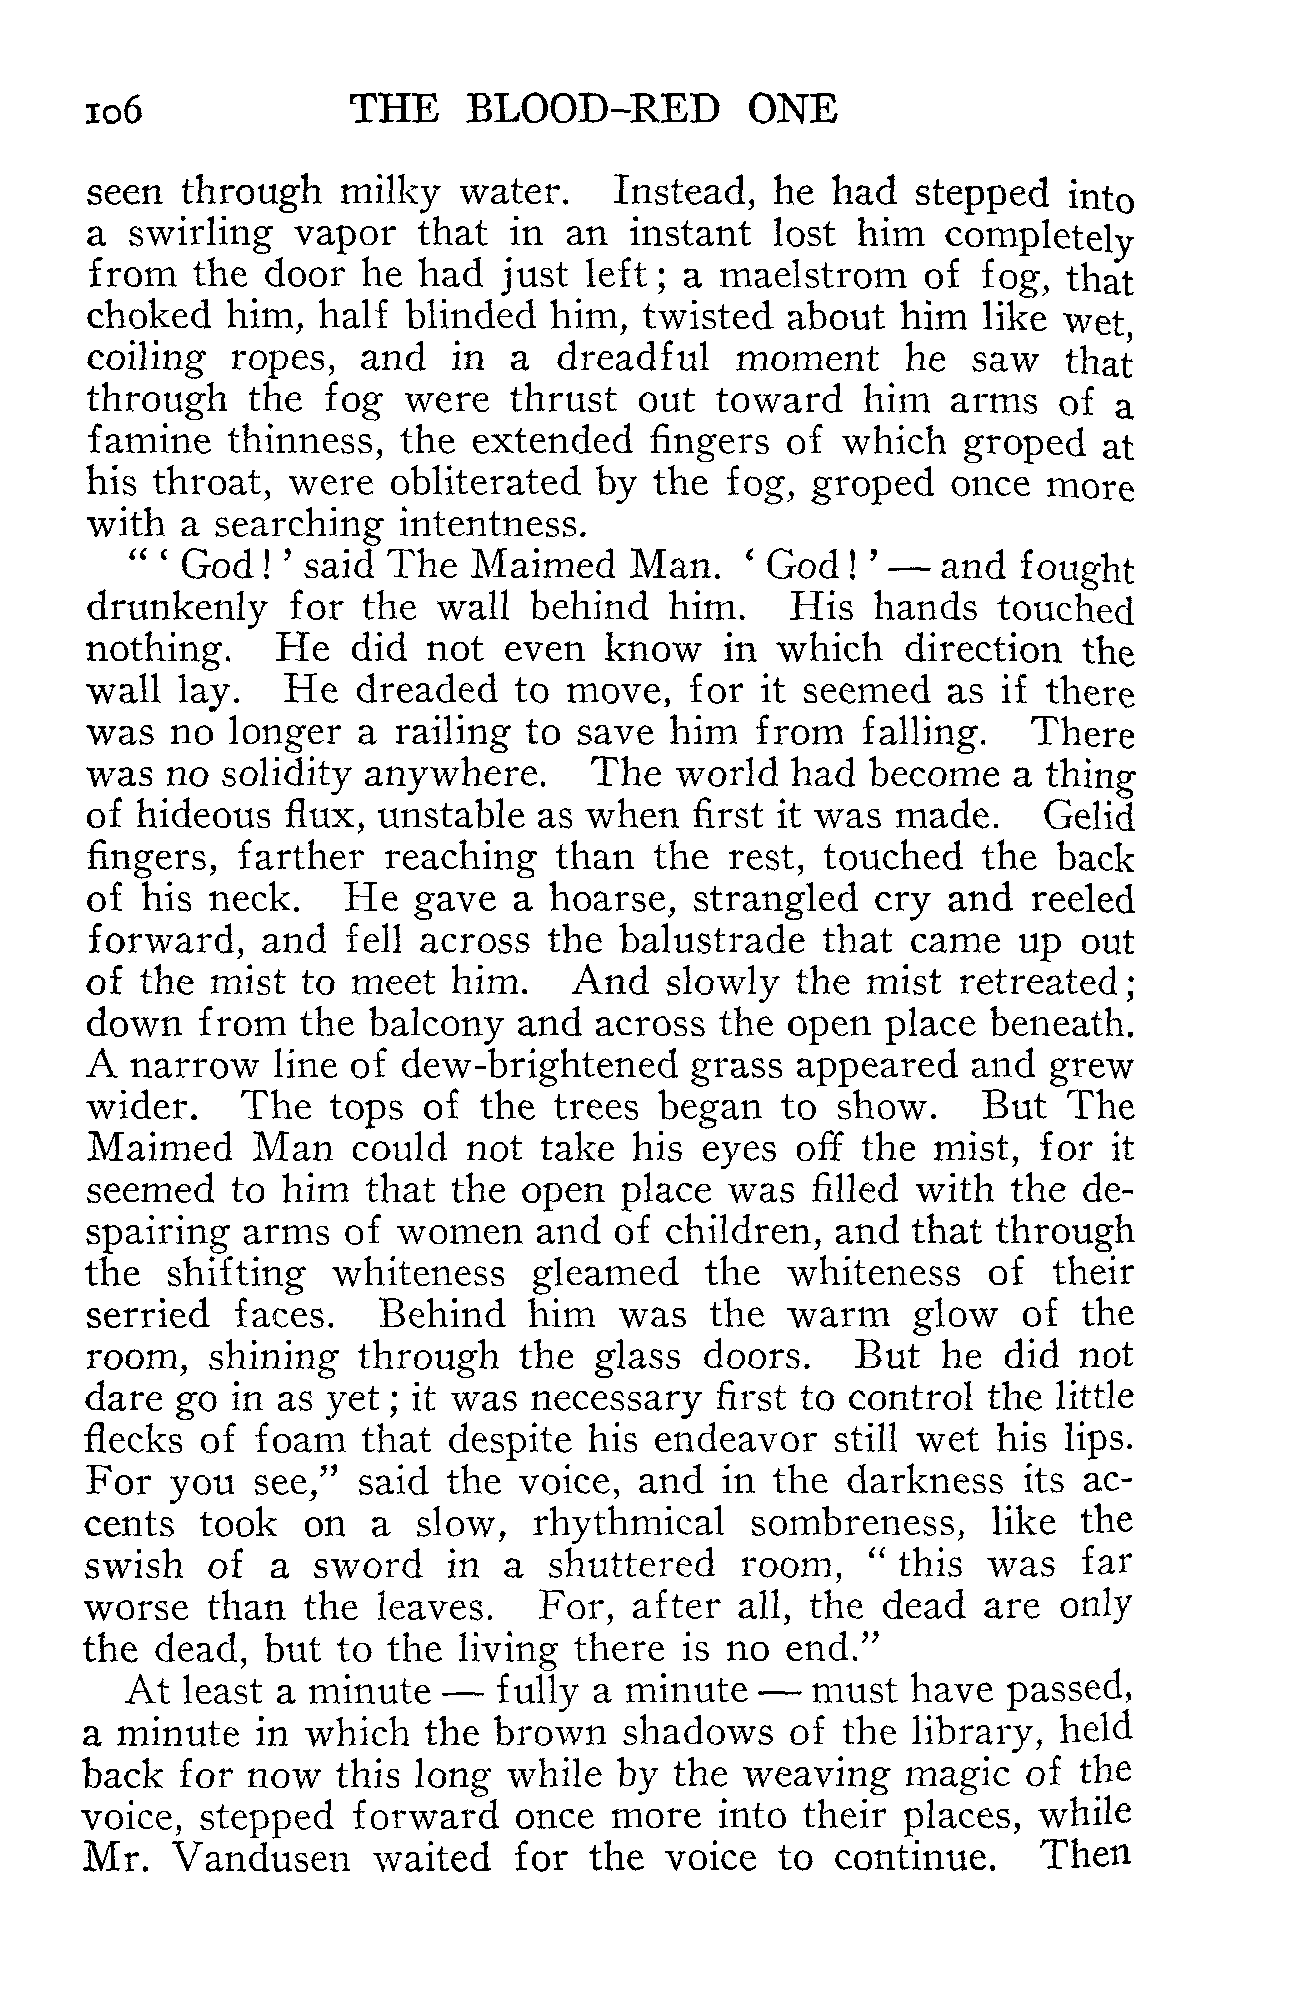 106 THE BLOOD-RED ONE
seen through milky water. Instead, he had stepped into
a swirling vapor that in an instant lost him completely
from the door he had just left; a maelstrom of fog, that
choked him, half blinded him, twisted about him like wet,
coiling ropes, and in a dreadful moment he saw that
through the fog were thrust out toward him arms of a
famine thinness, the extended fingers of which groped at
his throat, were obliterated by the fog, groped once more
with a searching intentness.
“ ‘ God! ’ said The Maimed Man. ‘ God! ’ — and fought
drunkenly for the wall behind him. His hands touched
nothing. He did not even know in which direction the
wall lay. He dreaded to move, for it seemed as if there
was no longer a railing to save him from falling. There
was no solidity anywhere. The world had become a thing
of hideous flux, unstable as when first it was made. Gelid
fingers, farther reaching than the rest, touched the back
of his neck. He gave a hoarse, strangled cry and reeled
forward, and fell across the balustrade that came up out
of the mist to meet him. And slowly the mist retreated;
down from the balcony and across the open place beneath.
A narrow line of dew-brightened grass appeared and grew
wider. The tops of the trees began to show. But The
Maimed Man could not take his eyes off the mist, for it
seemed to him that the open place was filled with the de-
spairing arms of women and of children, and that through
the shifting whiteness gleamed the whiteness of their
serried faces. Behind him was the warm glow of the
room, shining through the glass doors. But he did not
dare go in as yet; it was necessary first to control the little
flecks of foam that despite his endeavor still wet his lips.
For you see,” said the voice, and in the darkness its ac-
cents took on a slow, rhythmical sombreness, like the
swish of a sword in a shuttered room, “ this was far
worse than the leaves. For, after all, the dead are only
the dead, but to the living there is no end.”
At least a minute — fully a minute — must have passed,
a minute in which the brown shadows of the library, held
back for now this long while by the weaving magic of the
voice, stepped forward once more into their places, while
Mr. Vandusen waited for the voice to continue. Then